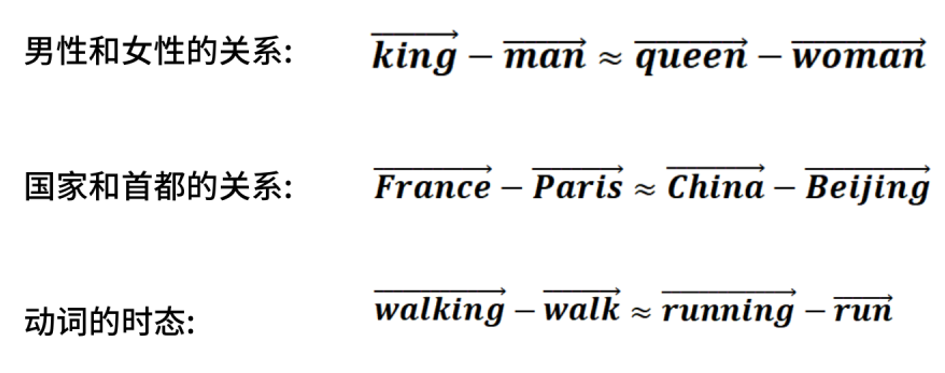 男性和女性的关系: king − man ≈ queen − woman
国家和首都的关系: France − Paris ≈ China − Beijing
动词的时态: walking − walk ≈ running − run